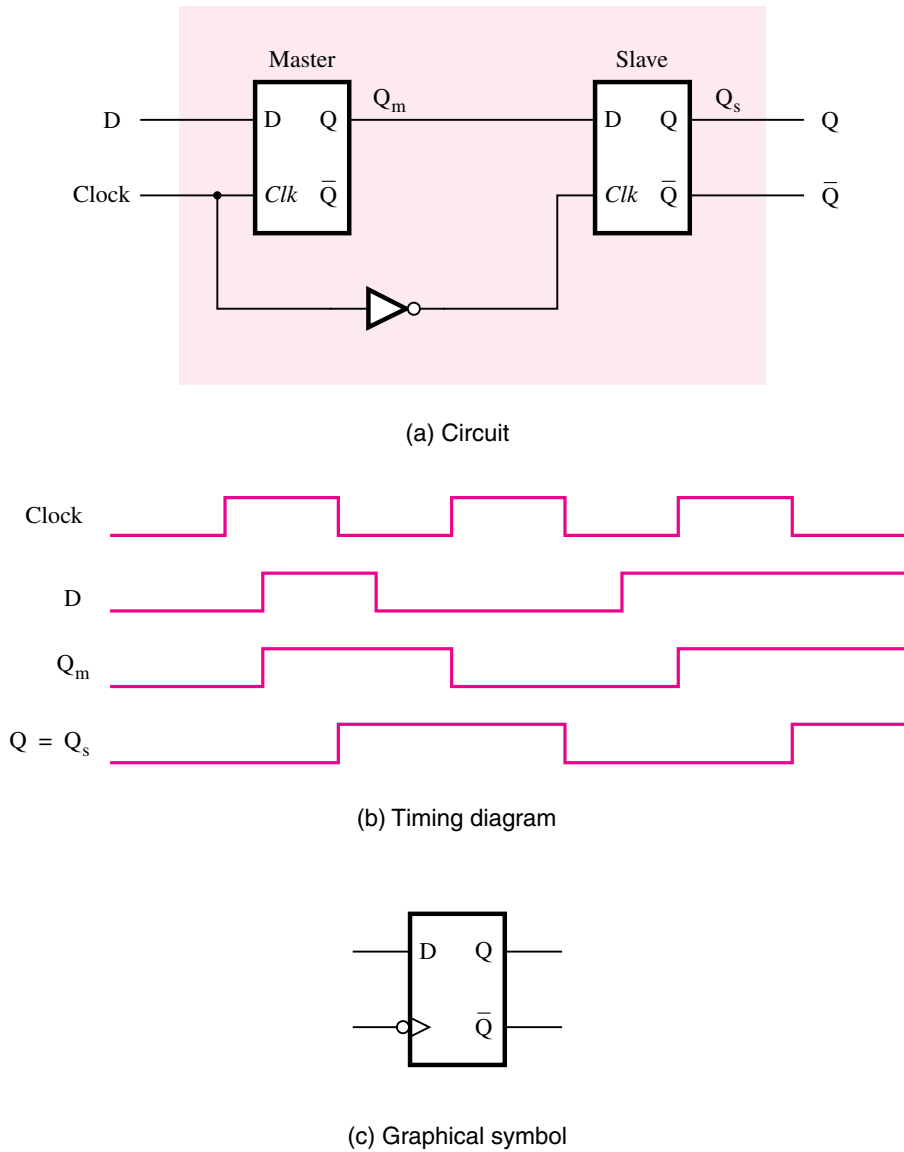 Master Slave
D D Q Q_m D Q Q_s Q
Clock Clk Q̅ Clk Q̅ Q̅
(a) Circuit
Clock
D
Q_m
Q = Q_s
(b) Timing diagram
D Q
Q̅
(c) Graphical symbol